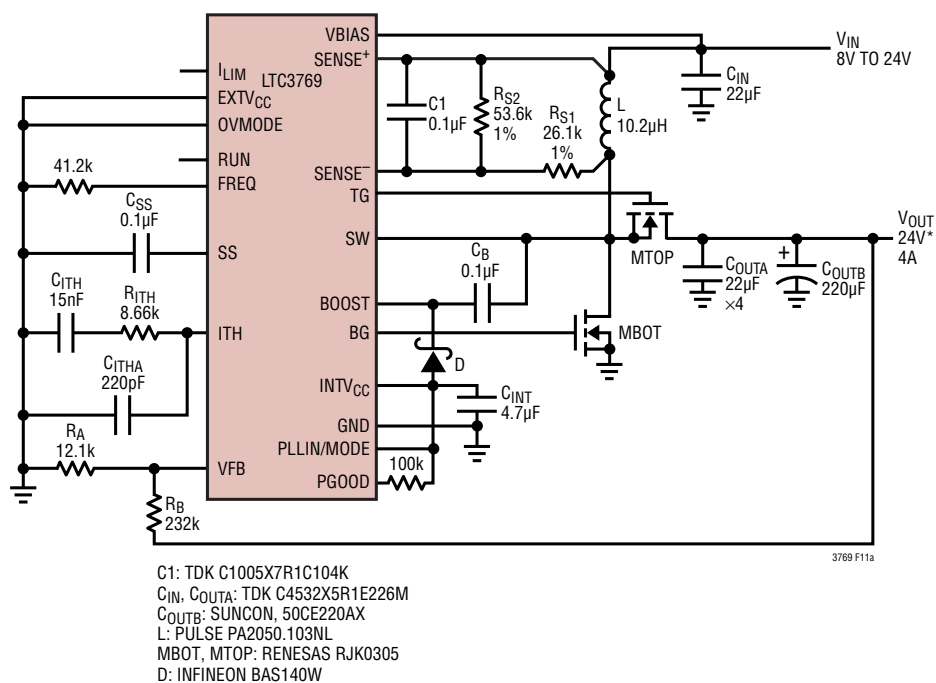 VBIAS
SENSE+
LTC3769
ILIM
EXTVCC
OVMODE
RUN
FREQ
SS
ITH
VFB
SENSE–
TG
SW
BOOST
BG
INTVCC
GND
PLLIN/MODE
PGOOD
41.2k
CSS
0.1µF
CITH
15nF
RITH
8.66k
CITHA
220pF
RA
12.1k
RB
232k
C1
0.1µF
RS2
53.6k
1%
RS1
26.1k
1%
L
10.2µH
CIN
22µF
VIN
8V TO 24V
MTOP
VOUT
24V*
4A
COUTA
22µF
×4
+
COUTB
220µF
CB
0.1µF
MBOT
D
CINT
4.7µF
100k
3769 F11a
C1: TDK C1005X7R1C104K
CIN, COUTA: TDK C4532X5R1E226M
COUTB: SUNCON, 50CE220AX
L: PULSE PA2050.103NL
MBOT, MTOP: RENESAS RJK0305
D: INFINEON BAS140W